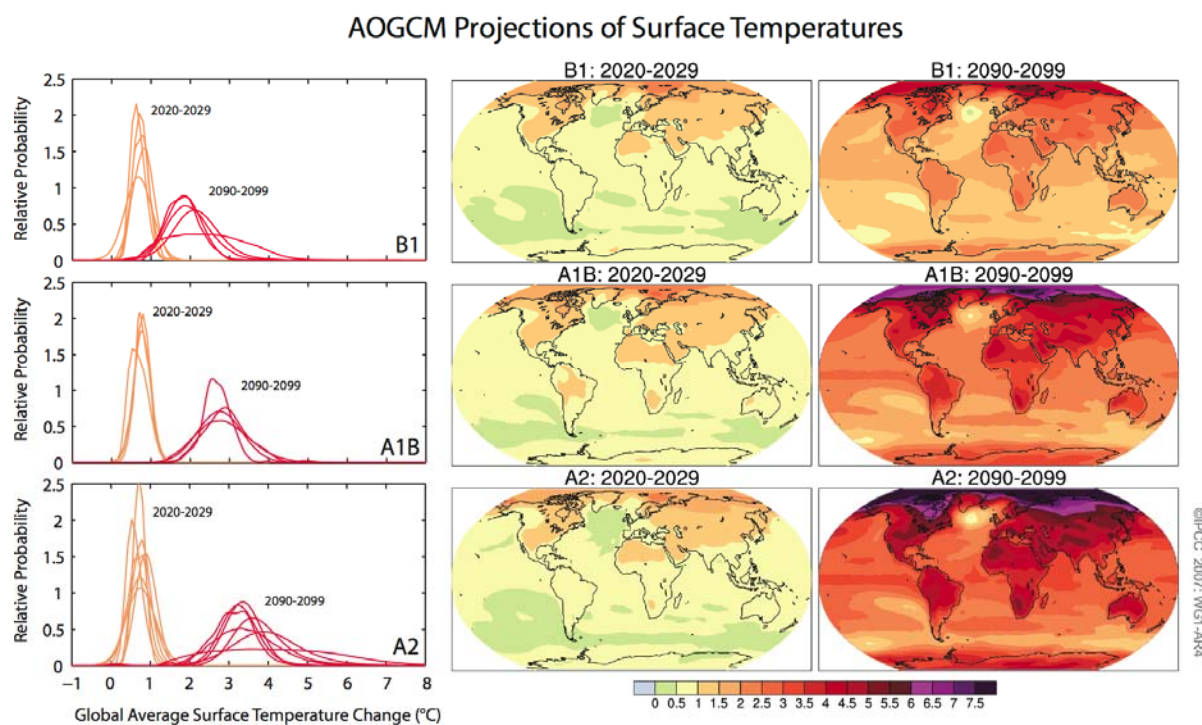 AOGCM Projections of Surface Temperatures
2.5
2
1.5
1
0.5
0
Relative Probability
2020-2029
2090-2099
B1
B1: 2020-2029
B1: 2090-2099
2.5
2
1.5
1
0.5
0
Relative Probability
2020-2029
2090-2099
A1B
A1B: 2020-2029
A1B: 2090-2099
2.5
2
1.5
1
0.5
0
Relative Probability
2020-2029
2090-2099
A2
A2: 2020-2029
A2: 2090-2099
−1 0 1 2 3 4 5 6 7 8
Global Average Surface Temperature Change (°C)
0 0.5 1 1.5 2 2.5 3 3.5 4 4.5 5 5.5 6 6.5 7 7.5
©IPCC 2007: WG1-AR4